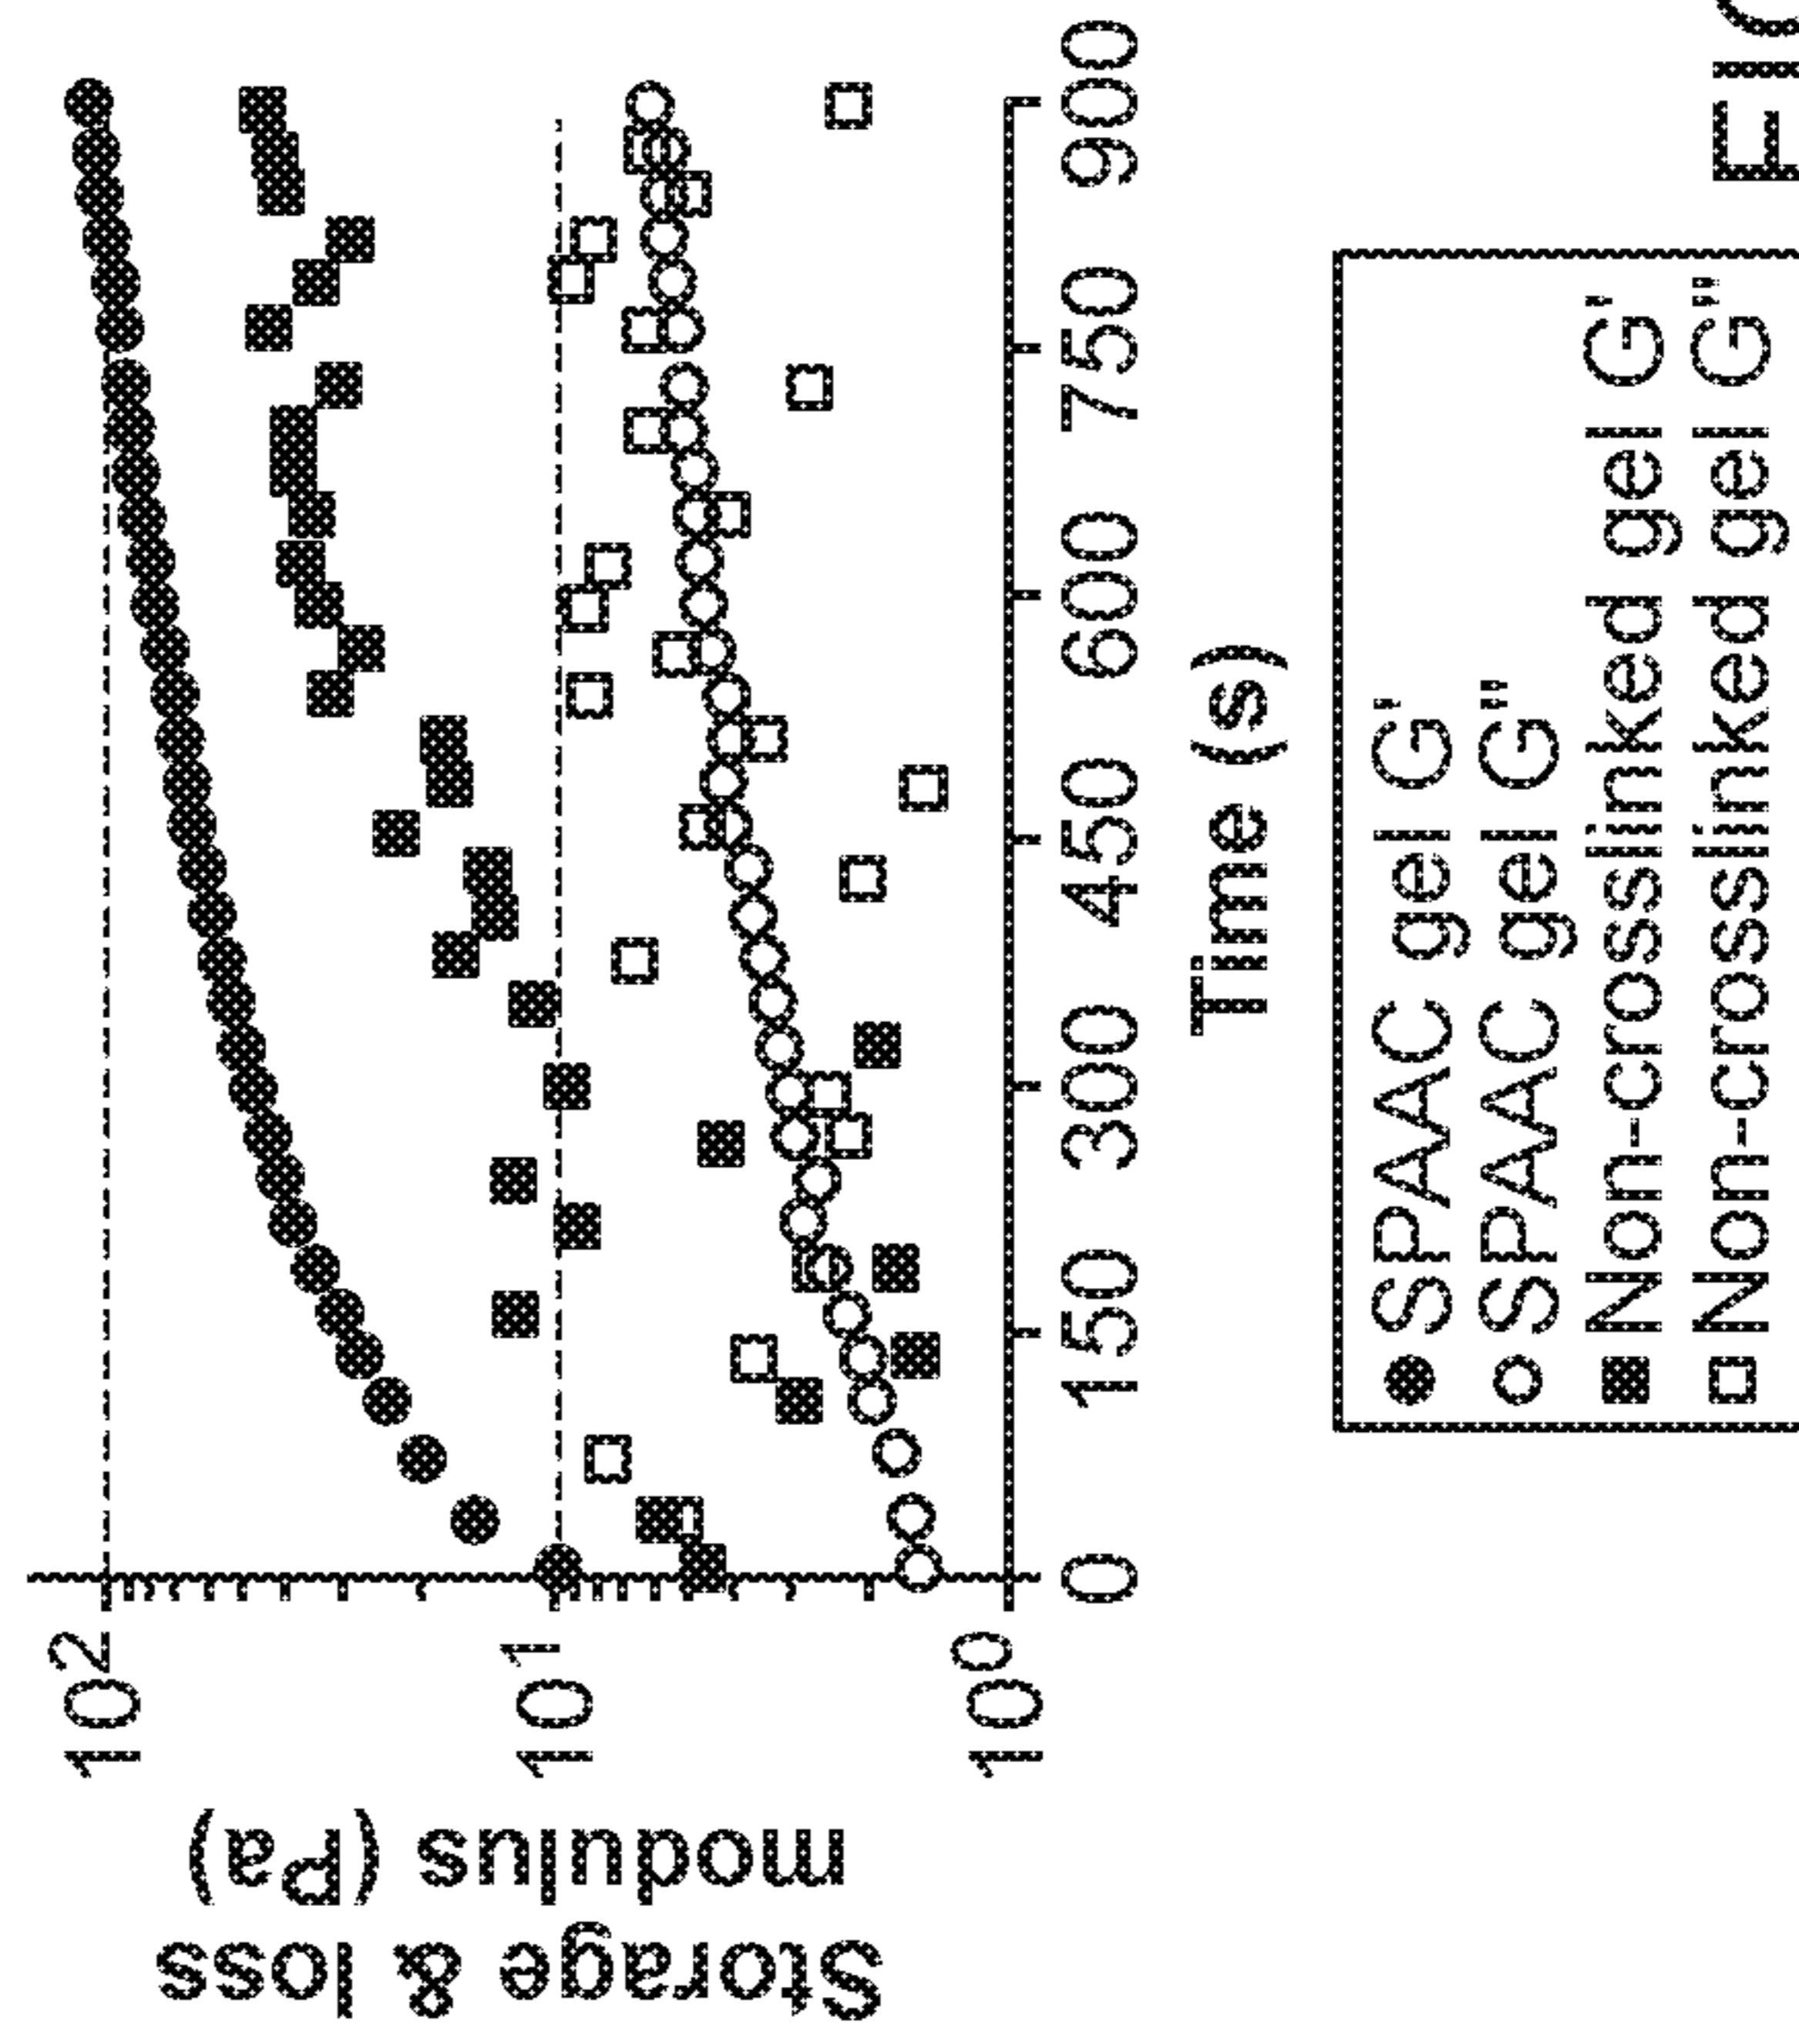 Storage & loss
modulus (Pa)
10²
10¹
10⁰
0 150 300 450 600 750 900
Time (s)
SPAAC gel G'
SPAAC gel G"
Non-crosslinked gel G'
Non-crosslinked gel G"